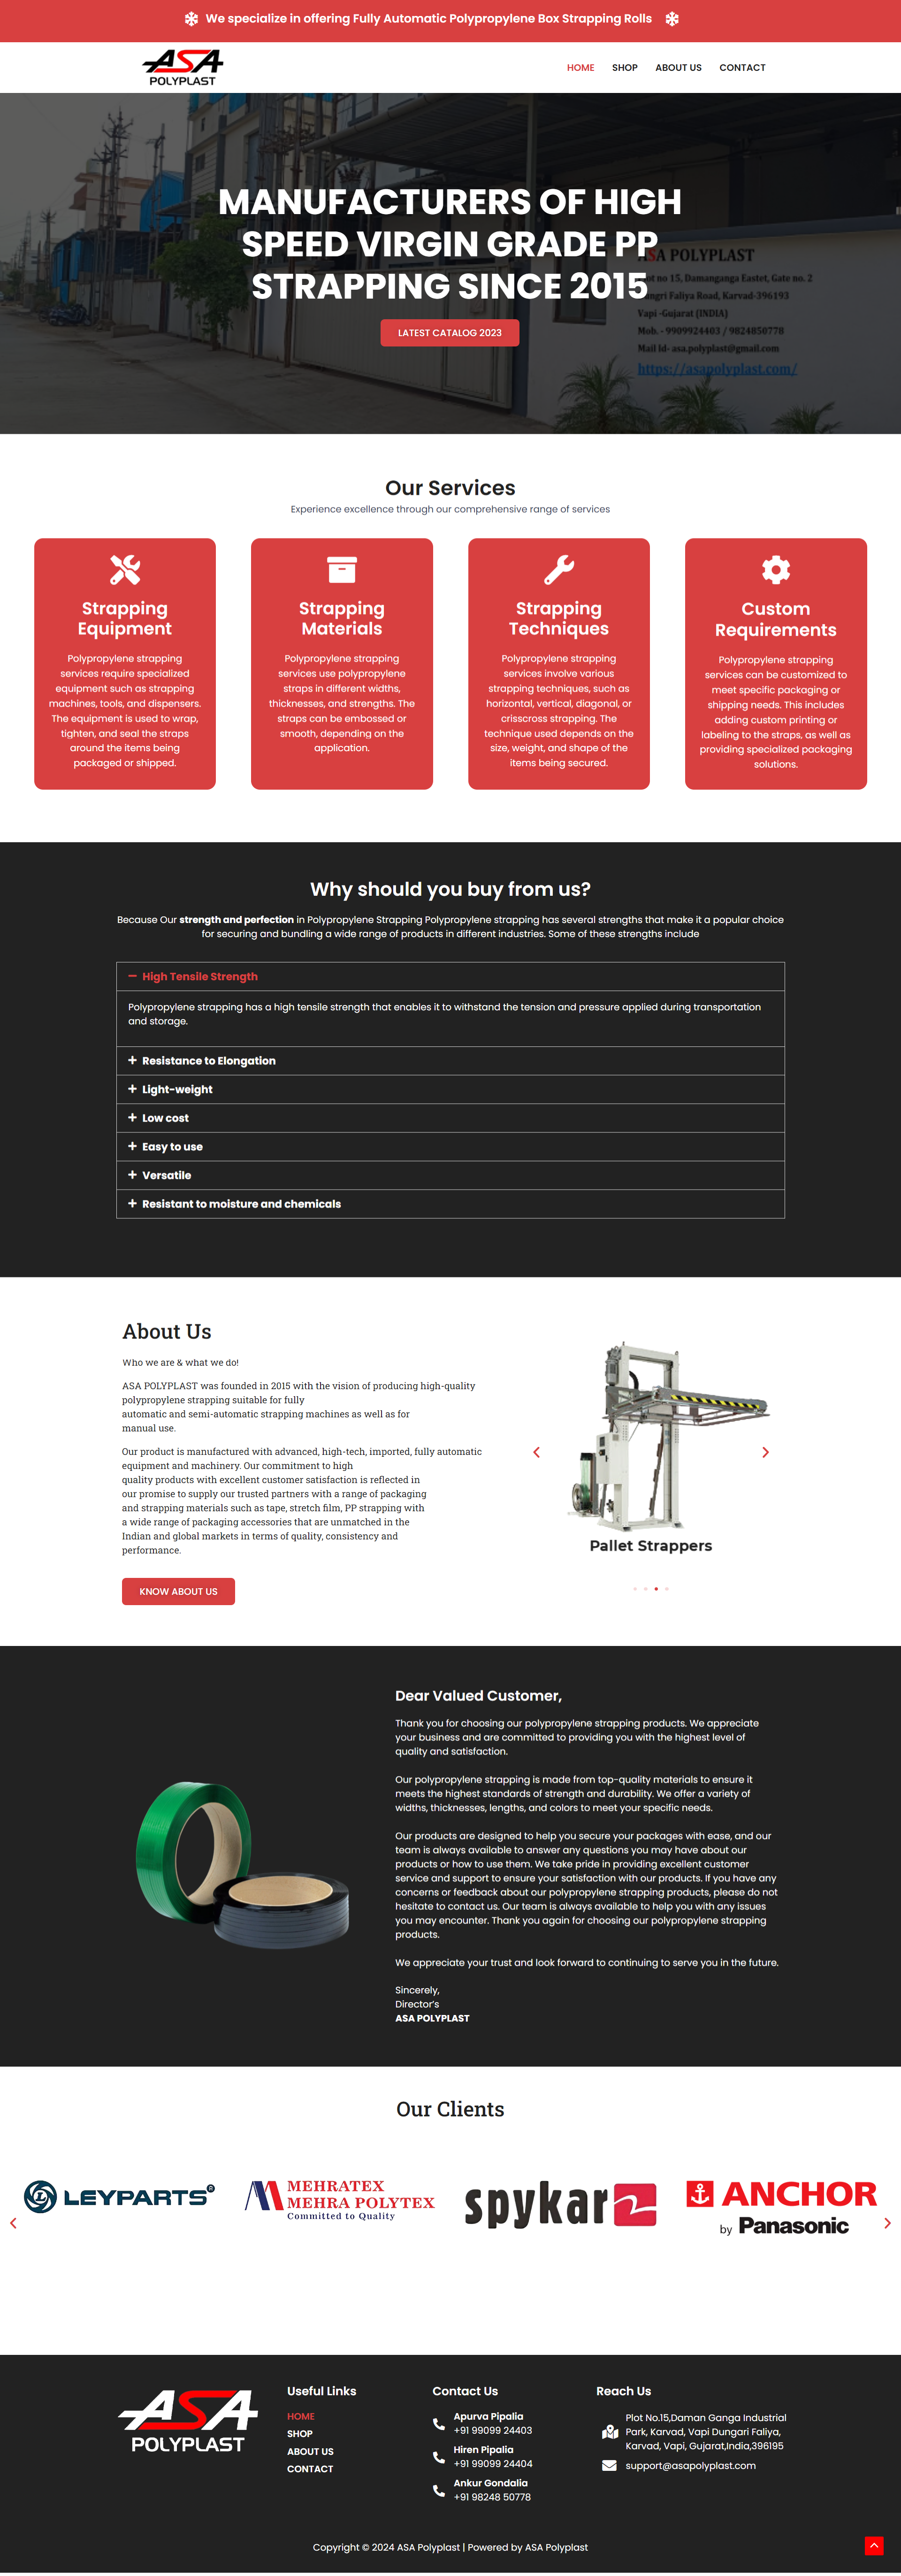 We specialize in offering Fully Automatic Polypropylene Box Strapping Rolls
ASA
POLYPLAST
HOME SHOP ABOUT US CONTACT
MANUFACTURERS OF HIGH
SPEED VIRGIN GRADE PP
STRAPPING SINCE 2015
LATEST CATALOG 2023
ASA POLYPLAST
Plot no 15, Damanganga Eastet, Gate no. 2
Dungri Faliya Road, Karvad-396193
Vapi -Gujarat (INDIA)
Mob. - 9909924403 / 9824850778
Mail Id- asa.polyplast@gmail.com
https://asapolyplast.com/
Our Services
Experience excellence through our comprehensive range of services
Strapping
Equipment
Polypropylene strapping
services require specialized
equipment such as strapping
machines, tools, and dispensers.
The equipment is used to wrap,
tighten, and seal the straps
around the items being
packaged or shipped.
Strapping
Materials
Polypropylene strapping
services use polypropylene
straps in different widths,
thicknesses, and strengths. The
straps can be embossed or
smooth, depending on the
application.
Strapping
Techniques
Polypropylene strapping
services involve various
strapping techniques, such as
horizontal, vertical, diagonal, or
crisscross strapping. The
technique used depends on the
size, weight, and shape of the
items being secured.
Custom
Requirements
Polypropylene strapping
services can be customized to
meet specific packaging or
shipping needs. This includes
adding custom printing or
labeling to the straps, as well as
providing specialized packaging
solutions.
Why should you buy from us?
Because Our strength and perfection in Polypropylene Strapping Polypropylene strapping has several strengths that make it a popular choice
for securing and bundling a wide range of products in different industries. Some of these strengths include
High Tensile Strength
Polypropylene strapping has a high tensile strength that enables it to withstand the tension and pressure applied during transportation
and storage.
Resistance to Elongation
Light-weight
Low cost
Easy to use
Versatile
Resistant to moisture and chemicals
About Us
Who we are & what we do!
ASA POLYPLAST was founded in 2015 with the vision of producing high-quality
polypropylene strapping suitable for fully
automatic and semi-automatic strapping machines as well as for
manual use.
Our product is manufactured with advanced, high-tech, imported, fully automatic
equipment and machinery. Our commitment to high
quality products with excellent customer satisfaction is reflected in
our promise to supply our trusted partners with a range of packaging
and strapping materials such as tape, stretch film, PP strapping with
a wide range of packaging accessories that are unmatched in the
Indian and global markets in terms of quality, consistency and
performance.
KNOW ABOUT US
Pallet Strappers
Dear Valued Customer,
Thank you for choosing our polypropylene strapping products. We appreciate
your business and are committed to providing you with the highest level of
quality and satisfaction.
Our polypropylene strapping is made from top-quality materials to ensure it
meets the highest standards of strength and durability. We offer a variety of
widths, thicknesses, lengths, and colors to meet your specific needs.
Our products are designed to help you secure your packages with ease, and our
team is always available to answer any questions you may have about our
products or how to use them. We take pride in providing excellent customer
service and support to ensure your satisfaction with our products. If you have any
concerns or feedback about our polypropylene strapping products, please do not
hesitate to contact us. Our team is always available to help you with any issues
you may encounter. Thank you again for choosing our polypropylene strapping
products.
We appreciate your trust and look forward to continuing to serve you in the future.
Sincerely,
Director's
ASA POLYPLAST
Our Clients
L LEYPARTS ®
MEHRATEX
MEHRA POLYTEX
Committed to Quality
spykar
ANCHOR
by Panasonic
ASA
POLYPLAST
Useful Links
HOME
SHOP
ABOUT US
CONTACT
Contact Us
Apurva Pipalia
+91 99099 24403
Hiren Pipalia
+91 99099 24404
Ankur Gondalia
+91 98248 50778
Reach Us
Plot No.15,Daman Ganga Industrial
Park, Karvad, Vapi Dungari Faliya,
Karvad, Vapi, Gujarat,India,396195
support@asapolyplast.com
Copyright © 2024 ASA Polyplast | Powered by ASA Polyplast